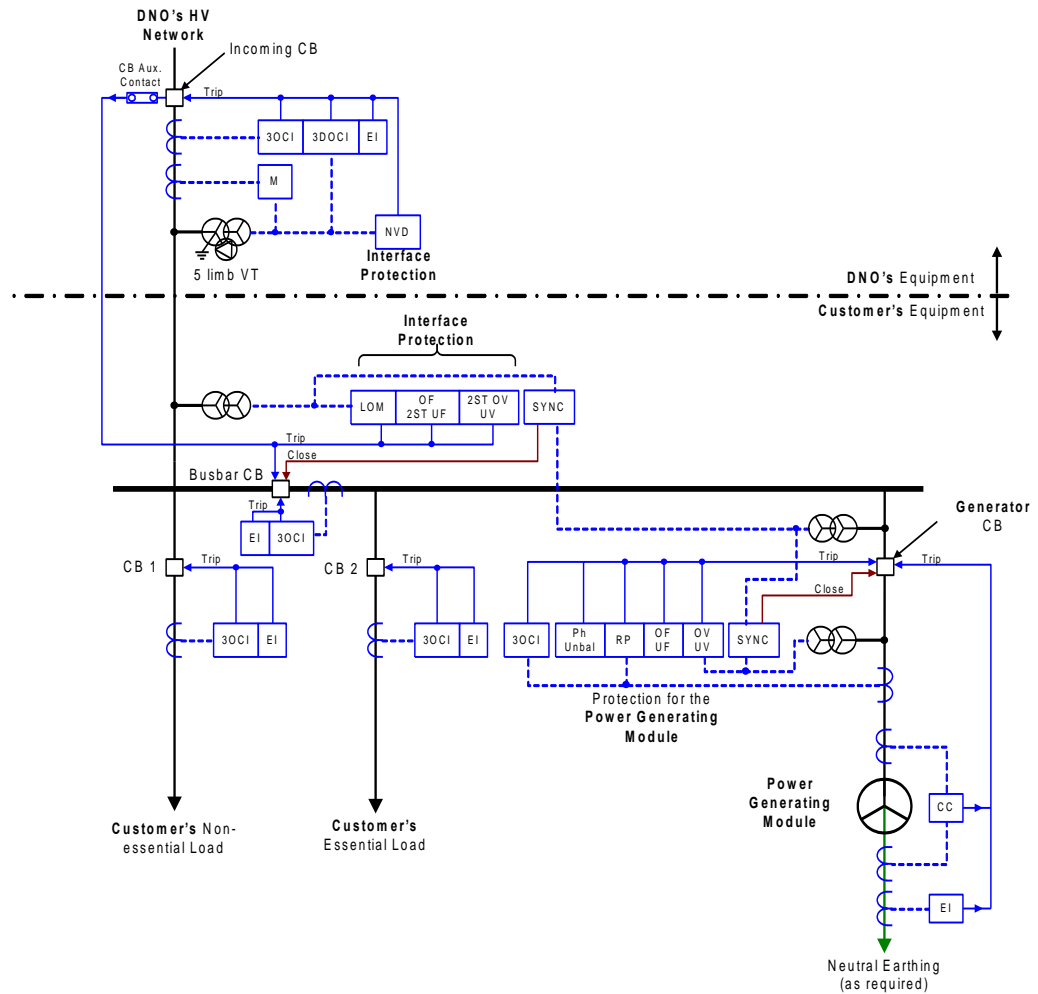 DNO's HV
Network
Incoming CB
CB Aux.
Contact
Trip
3OCI
3DOCI
EI
M
NVD
5 limb VT
Interface
Protection
DNO's Equipment
Customer's Equipment
Interface
Protection
LOM
OF
2ST UF
2ST OV
UV
SYNC
Trip
Close
Busbar CB
Trip
EI
3OCI
Generator
CB
CB 1
Trip
CB 2
Trip
Trip
Trip
Close
3OCI
EI
3OCI
EI
3OCI
Ph
Unbal
RP
OF
UF
OV
UV
SYNC
Protection for the
Power Generating
Module
Power
Generating
Module
CC
Customer's Non-
essential Load
Customer's
Essential Load
EI
Neutral Earthing
(as required)